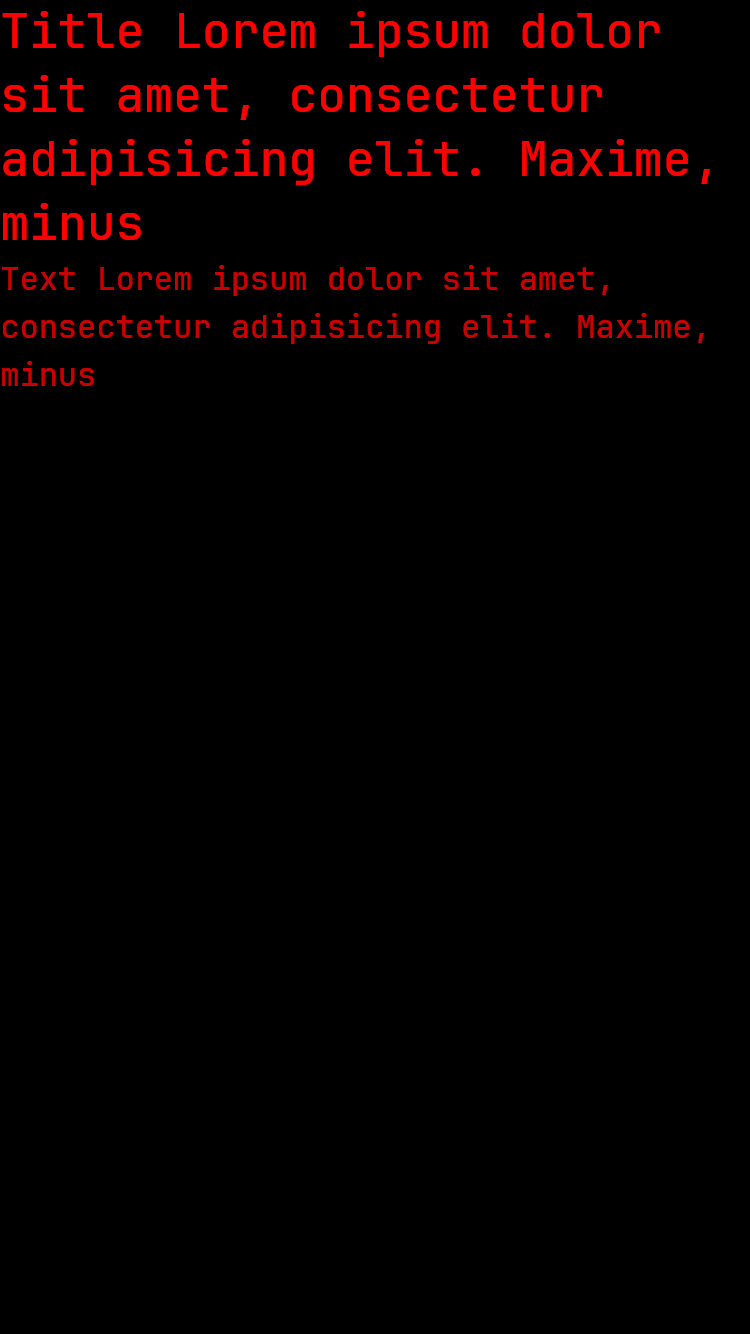 Title Lorem ipsum dolor
sit amet, consectetur
adipisicing elit. Maxime,
minus
Text Lorem ipsum dolor sit amet,
consectetur adipisicing elit. Maxime,
minus